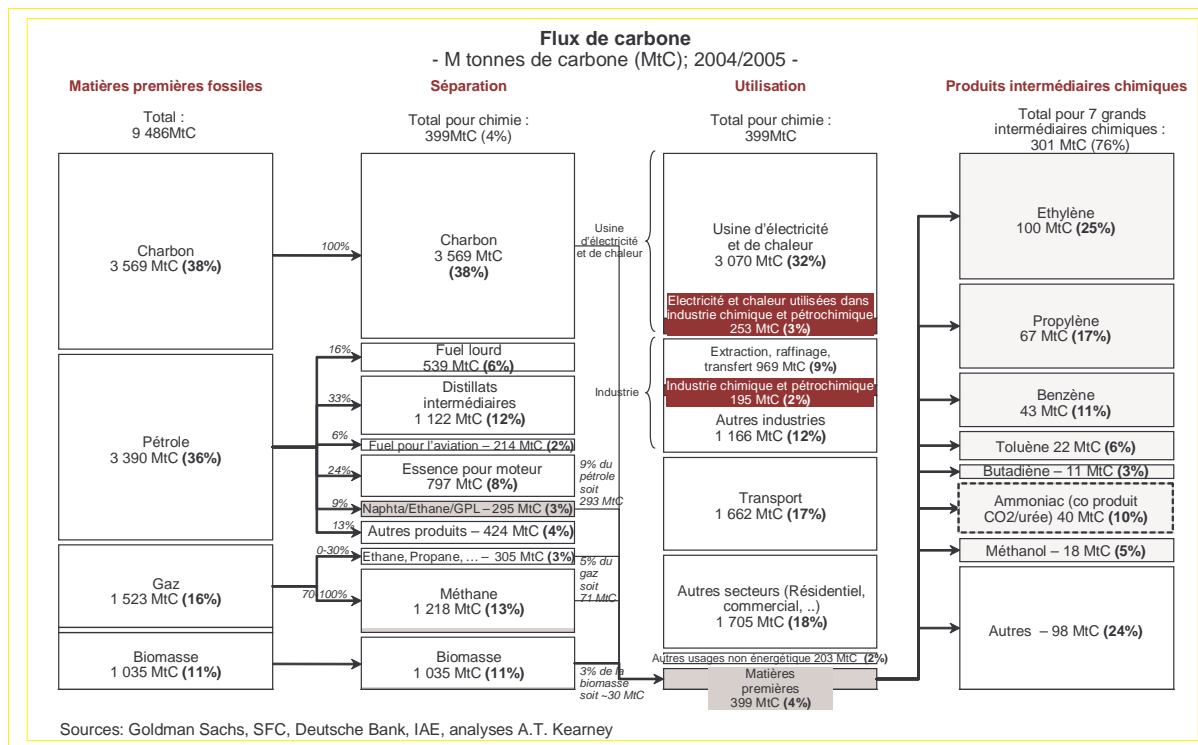 Flux de carbone
- M tonnes de carbone (MtC); 2004/2005 -
Matières premières fossiles
Total :
9 486MtC
Charbon
3 569 MtC (38%)
Pétrole
3 390 MtC (36%)
Gaz
1 523 MtC (16%)
Biomasse
1 035 MtC (11%)
100%
16%
33%
6%
24%
9%
13%
0-30%
70-100%
Séparation
Total pour chimie :
399MtC (4%)
Charbon
3 569 MtC
(38%)
Fuel lourd
539 MtC (6%)
Distillats
intermédiaires
1 122 MtC (12%)
Fuel pour l'aviation – 214 MtC (2%)
Essence pour moteur
797 MtC (8%)
Naphta/Ethane/GPL – 295 MtC (3%)
Autres produits – 424 MtC (4%)
Ethane, Propane, … – 305 MtC (3%)
Méthane
1 218 MtC (13%)
Biomasse
1 035 MtC (11%)
Usine
d'électricité
et de chaleur
Industrie
9% du
pétrole
soit
293 MtC
5% du
gaz
soit
71 MtC
3% de la
biomasse
soit ~30 MtC
Utilisation
Total pour chimie :
399MtC
Usine d'électricité
et de chaleur
3 070 MtC (32%)
Electricité et chaleur utilisées dans
industrie chimique et pétrochimique
253 MtC (3%)
Extraction, raffinage,
transfert 969 MtC (9%)
Industrie chimique et pétrochimique
195 MtC (2%)
Autres industries
1 166 MtC (12%)
Transport
1 662 MtC (17%)
Autres secteurs (Résidentiel,
commercial, ..)
1 705 MtC (18%)
Autres usages non énergétique 203 MtC (2%)
Matières
premières
399 MtC (4%)
Produits intermédiaires chimiques
Total pour 7 grands
intermédiaires chimiques :
301 MtC (76%)
Ethylène
100 MtC (25%)
Propylène
67 MtC (17%)
Benzène
43 MtC (11%)
Toluène 22 MtC (6%)
Butadiène – 11 MtC (3%)
Ammoniac (co produit
CO2/urée) 40 MtC (10%)
Méthanol – 18 MtC (5%)
Autres – 98 MtC (24%)
Sources: Goldman Sachs, SFC, Deutsche Bank, IAE, analyses A.T. Kearney